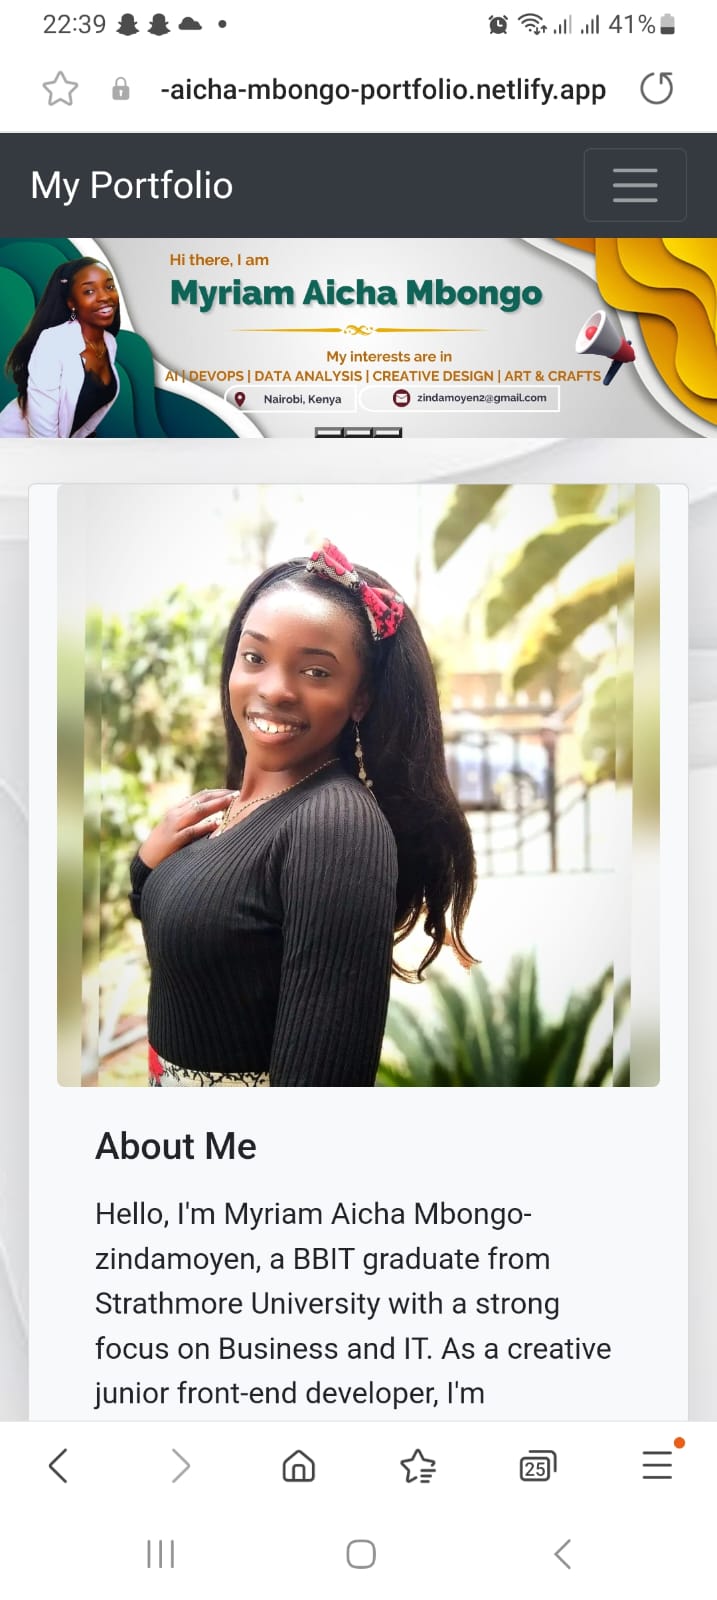 22:39
41%
-aicha-mbongo-portfolio.netlify.app
My Portfolio
Hi there, I am
Myriam Aicha Mbongo
My interests are in
AI | DEVOPS | DATA ANALYSIS | CREATIVE DESIGN | ART & CRAFTS
Nairobi, Kenya
zindamoyen2@gmail.com
About Me
Hello, I'm Myriam Aicha Mbongo-
zindamoyen, a BBIT graduate from
Strathmore University with a strong
focus on Business and IT. As a creative
junior front-end developer, I'm
25